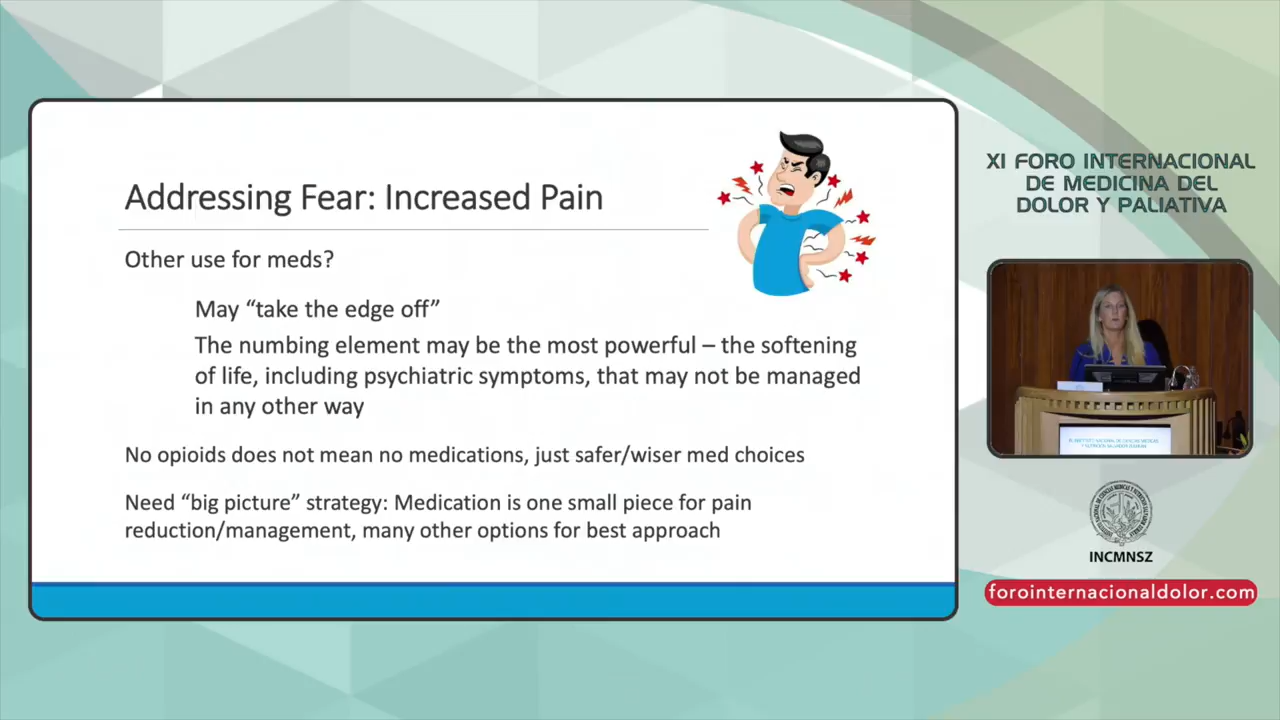 Addressing Fear: Increased Pain
Other use for meds?
May “take the edge off”
The numbing element may be the most powerful – the softening
of life, including psychiatric symptoms, that may not be managed
in any other way
No opioids does not mean no medications, just safer/wiser med choices
Need “big picture” strategy: Medication is one small piece for pain
reduction/management, many other options for best approach
XI FORO INTERNACIONAL
DE MEDICINA DEL
DOLOR Y PALIATIVA
INCMNSZ
forointernacionaldolor.com